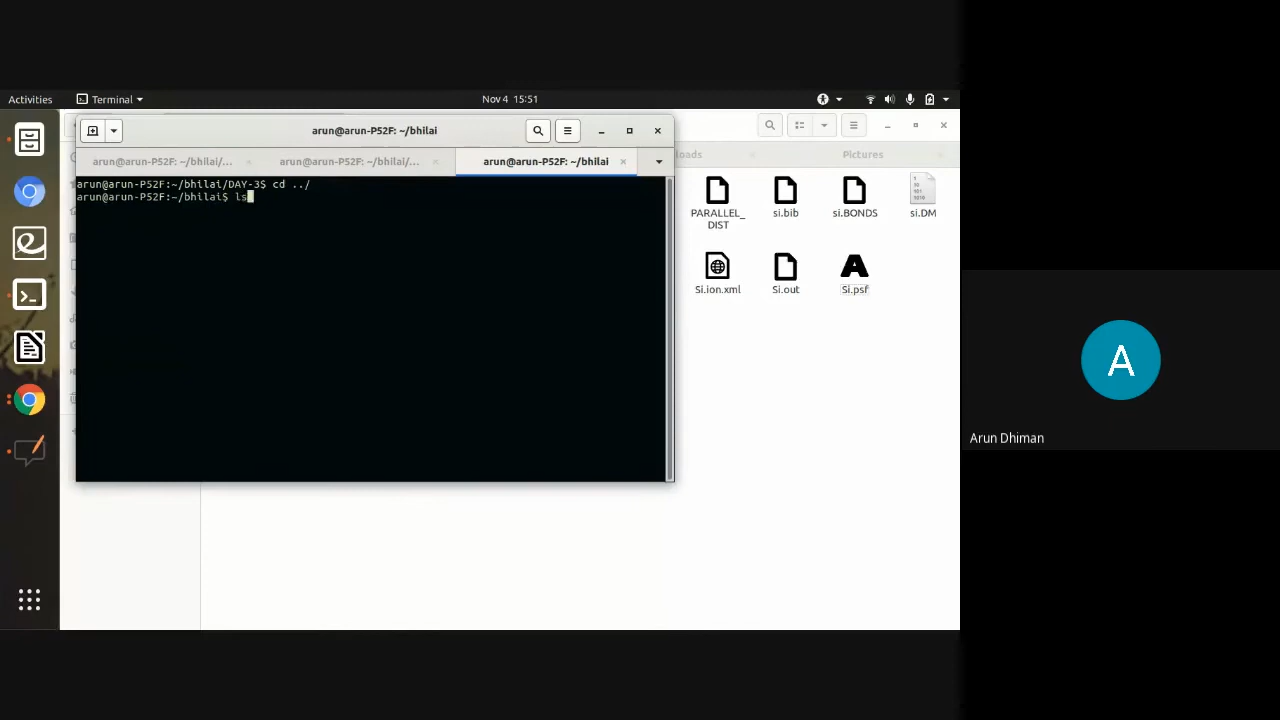 Activities
Terminal
Nov 4 15:51
arun@arun-P52F: ~/bhilai
arun@arun-P52F: ~/bhilai/...
arun@arun-P52F: ~/bhilai/...
arun@arun-P52F: ~/bhilai
loads
Pictures
arun@arun-P52F:~/bhilai/DAY-3$ cd ../
arun@arun-P52F:~/bhilai$ ls
PARALLEL_
DIST
si.bib
si.BONDS
si.DM
Si.ion.xml
Si.out
Si.psf
A
Arun Dhiman